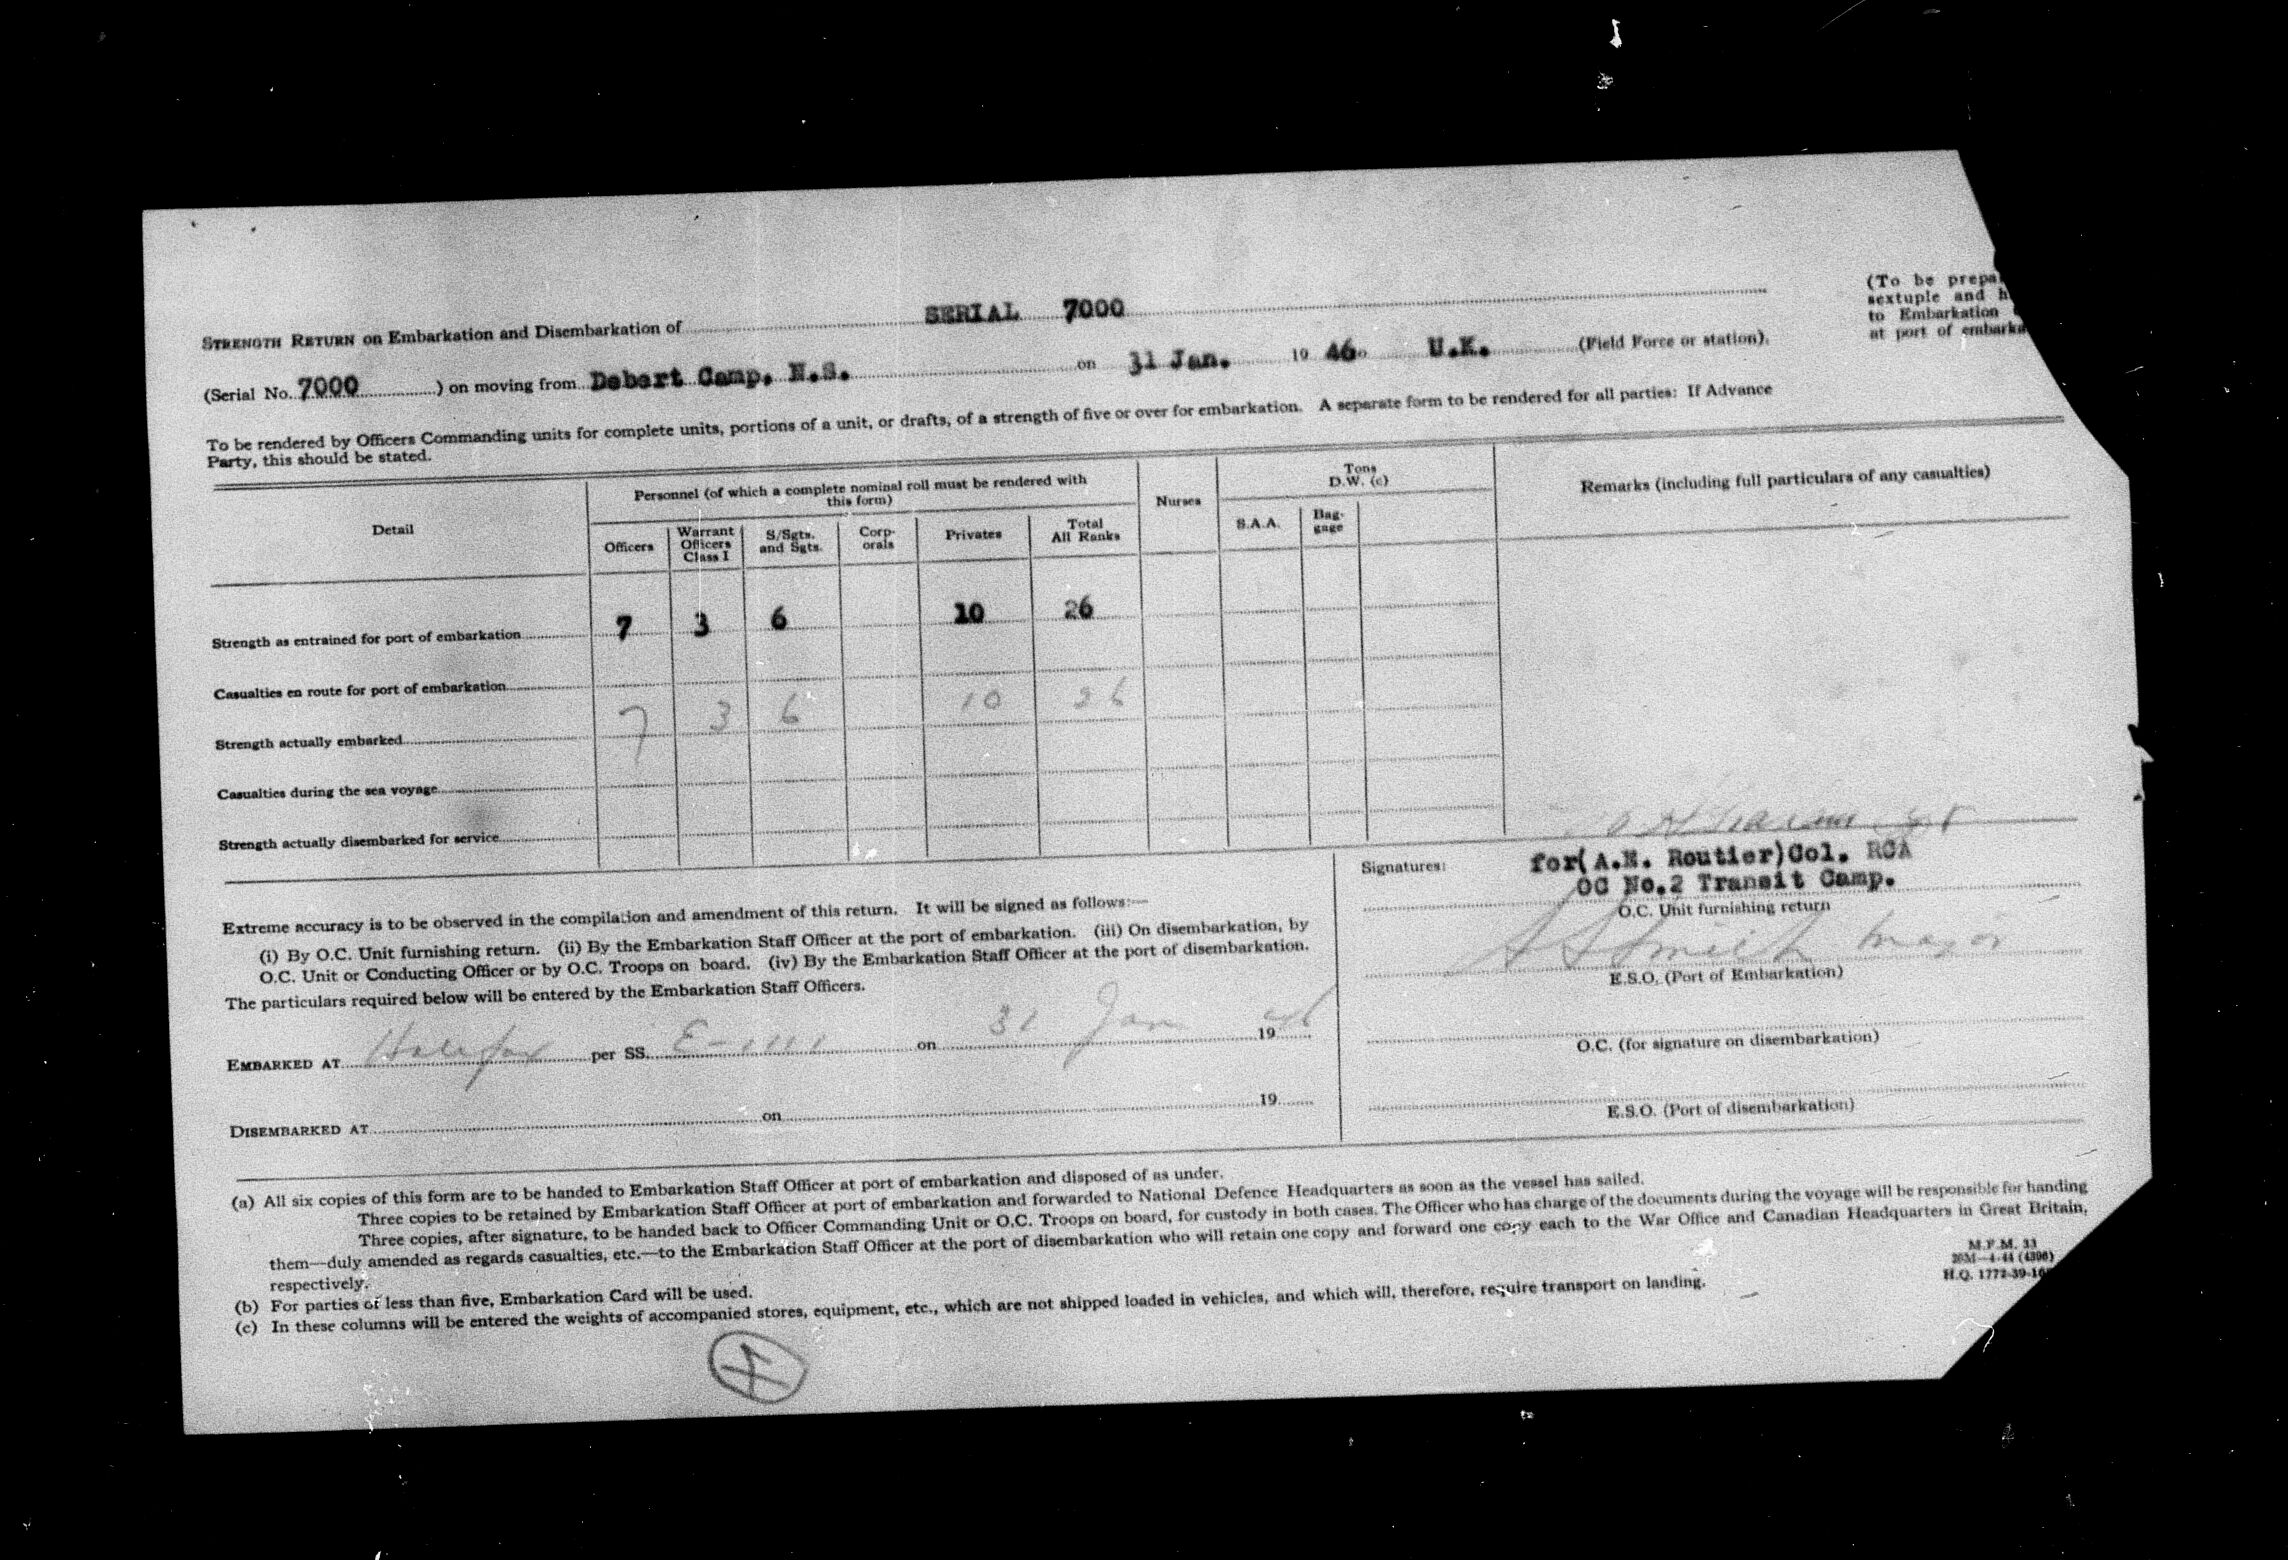 (To be prepa
sextuple and h
to Embarkation
at port of embarka
STRENGTH RETURN on Embarkation and Disembarkation of SERIAL 7000
(Serial No. 7000 ) on moving from Debert Camp, N.S. on 31 Jan. 19 46 U.K. (Field Force or station).
To be rendered by Officers Commanding units for complete units, portions of a unit, or drafts, of a strength of five or over for embarkation. A separate form to be rendered for all parties: If Advance
Party, this should be stated.
Detail
Personnel (of which a complete nominal roll must be rendered with
this form)
Nurses
Tons
D.W. (c)
Remarks (including full particulars of any casualties)
Officers
Warrant
Officers
Class I
S/Sgts.
and Sgts.
Corp-
orals
Privates
Total
All Ranks
S.A.A.
Bag-
gage
Strength as entrained for port of embarkation 7 3 6 10 26
Casualties en route for port of embarkation
Strength actually embarked 7 3 6 10 26
Casualties during the sea voyage
Strength actually disembarked for service
Signatures:
for(A.E. Routier)Col. RCA
OC No.2 Transit Camp.
O.C. Unit furnishing return
Smith Major
E.S.O. (Port of Embarkation)
O.C. (for signature on disembarkation)
E.S.O. (Port of disembarkation)
Extreme accuracy is to be observed in the compilation and amendment of this return. It will be signed as follows:—
(i) By O.C. Unit furnishing return. (ii) By the Embarkation Staff Officer at the port of embarkation. (iii) On disembarkation, by
O.C. Unit or Conducting Officer or by O.C. Troops on board. (iv) By the Embarkation Staff Officer at the port of disembarkation.
The particulars required below will be entered by the Embarkation Staff Officers.
EMBARKED AT Halifax per SS. E-1111 on 31 Jan 19 46
DISEMBARKED AT on 19
(a) All six copies of this form are to be handed to Embarkation Staff Officer at port of embarkation and disposed of as under.
Three copies to be retained by Embarkation Staff Officer at port of embarkation and forwarded to National Defence Headquarters as soon as the vessel has sailed.
Three copies, after signature, to be handed back to Officer Commanding Unit or O.C. Troops on board, for custody in both cases. The Officer who has charge of the documents during the voyage will be responsible for handing
them—duly amended as regards casualties, etc.—to the Embarkation Staff Officer at the port of disembarkation who will retain one copy and forward one copy each to the War Office and Canadian Headquarters in Great Britain,
respectively.
(b) For parties of less than five, Embarkation Card will be used.
(c) In these columns will be entered the weights of accompanied stores, equipment, etc., which are not shipped loaded in vehicles, and which will, therefore, require transport on landing.
M.F.M. 33
20M—4-44 (4398)
H.Q. 1772-39-16